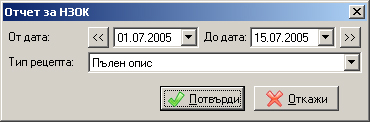 Отчет за НЗОК
От дата: << 01.07.2005 До дата: 15.07.2005 >>
Тип рецепта: Пълен опис
Потвърди Откажи